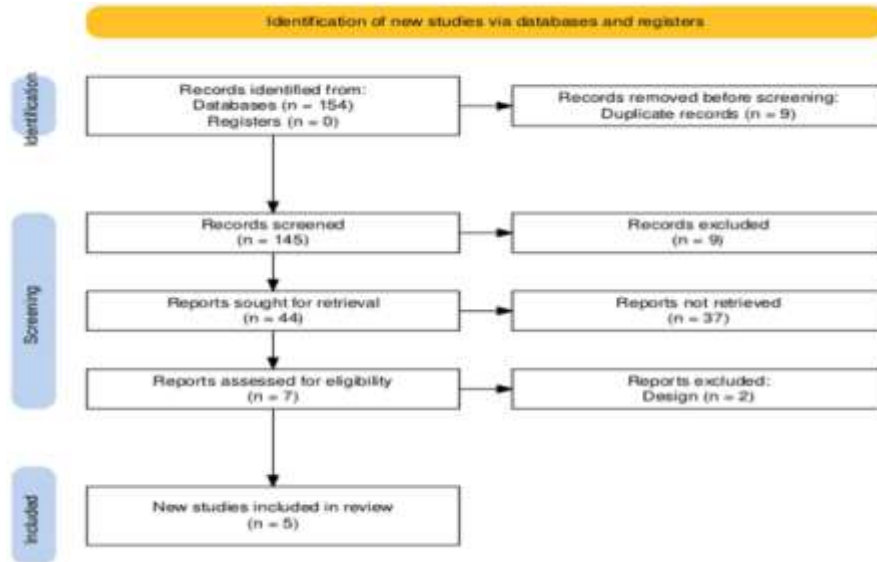 Identification of new studies via databases and registers
Identification
Records identified from:
Databases (n = 154)
Registers (n = 0)
Records removed before screening:
Duplicate records (n = 9)
Screening
Records screened
(n = 145)
Records excluded
(n = 9)
Reports sought for retrieval
(n = 44)
Reports not retrieved
(n = 37)
Reports assessed for eligibility
(n = 7)
Reports excluded:
Design (n = 2)
Included
New studies included in review
(n = 5)